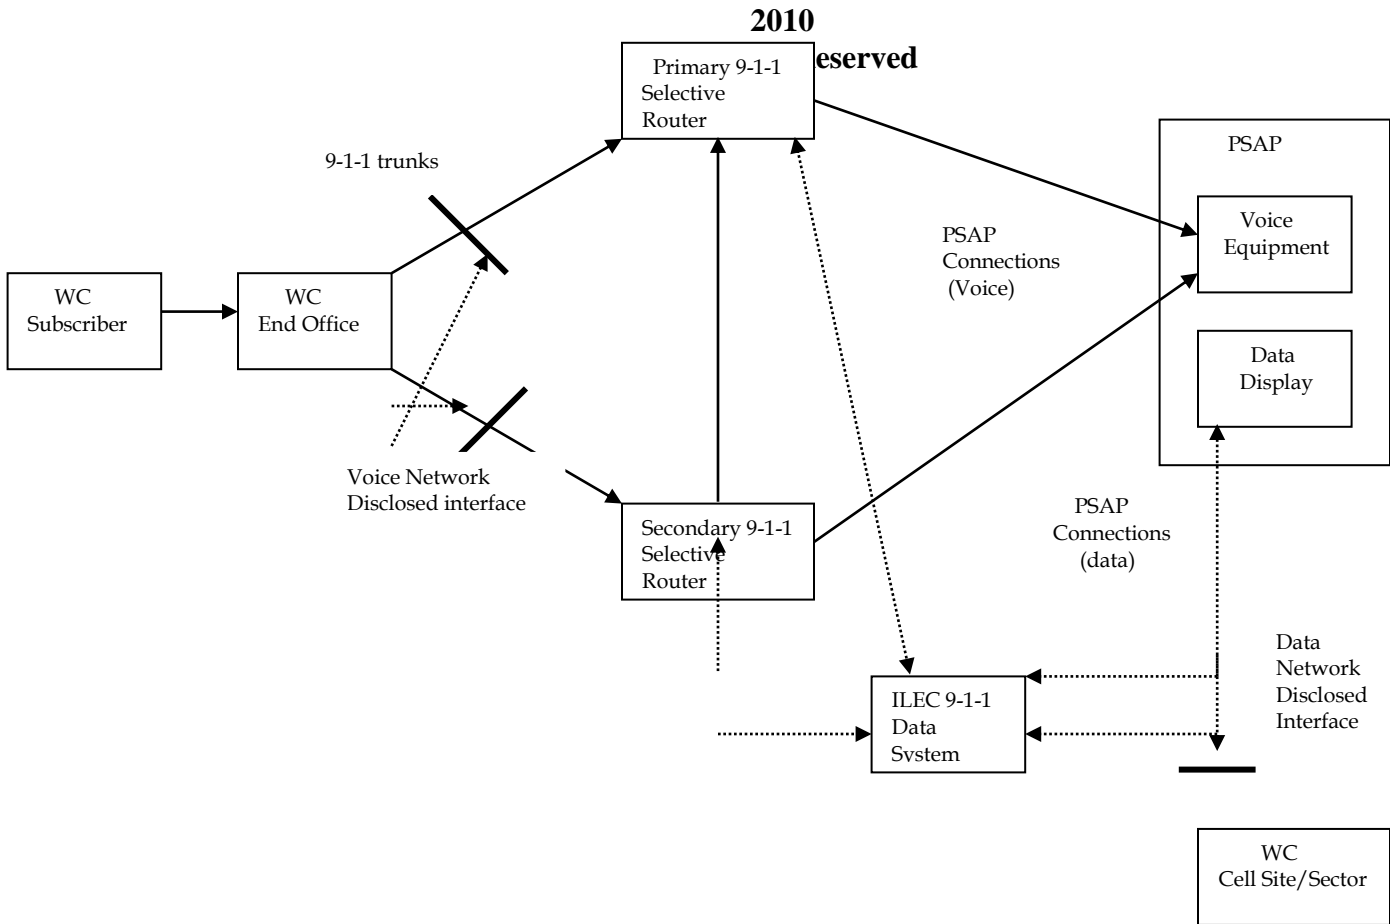 2010
eserved
Primary 9-1-1
Selective
Router
PSAP
9-1-1 trunks
Voice
Equipment
PSAP
Connections
(Voice)
WC
Subscriber
WC
End Office
Data
Display
Voice Network
Disclosed interface
Secondary 9-1-1
Selective
Router
PSAP
Connections
(data)
Data
Network
Disclosed
Interface
ILEC 9-1-1
Data
System
WC
Cell Site/Sector